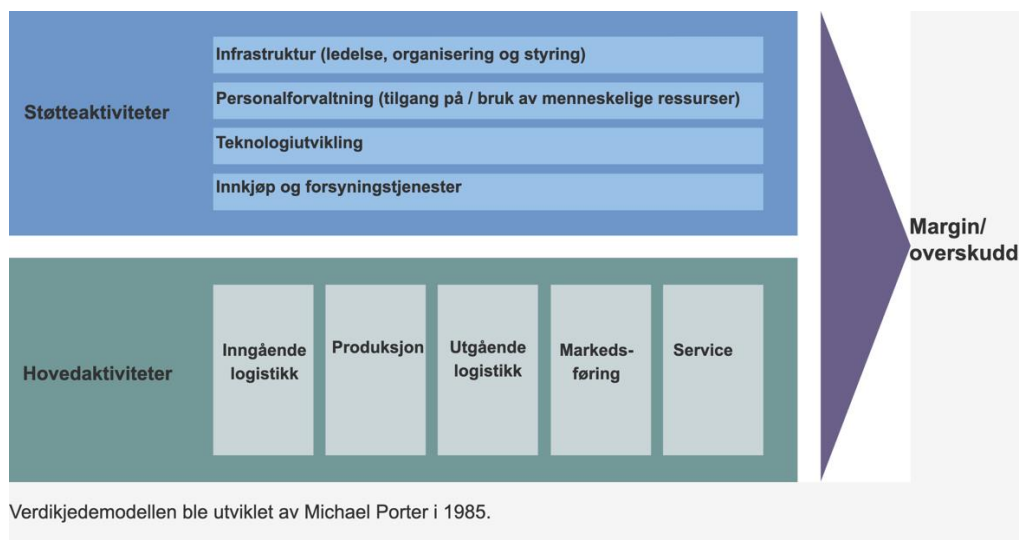 Støtteaktiviteter
Infrastruktur (ledelse, organisering og styring)
Personalforvaltning (tilgang på / bruk av menneskelige ressurser)
Teknologiutvikling
Innkjøp og forsyningstjenester
Margin/
overskudd
Hovedaktiviteter
Inngående
logistikk
Produksjon
Utgående
logistikk
Markeds-
føring
Service
Verdikjedemodellen ble utviklet av Michael Porter i 1985.